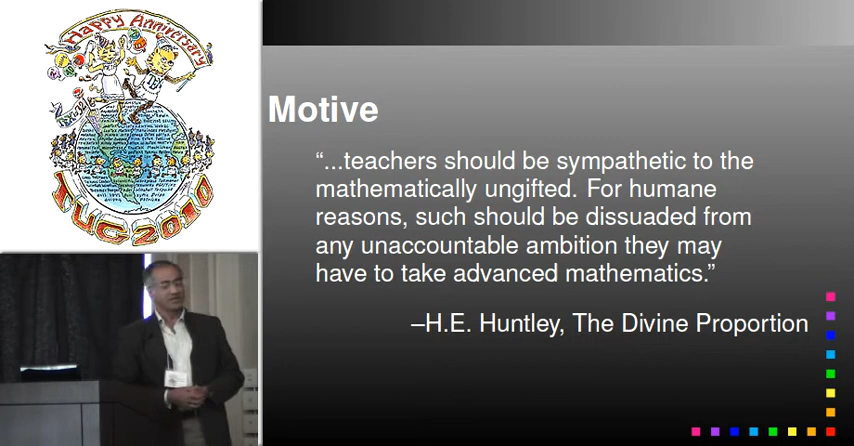 Happy Anniversary
TUG 2010
Motive
“...teachers should be sympathetic to the
mathematically ungifted. For humane
reasons, such should be dissuaded from
any unaccountable ambition they may
have to take advanced mathematics.”
–H.E. Huntley, The Divine Proportion